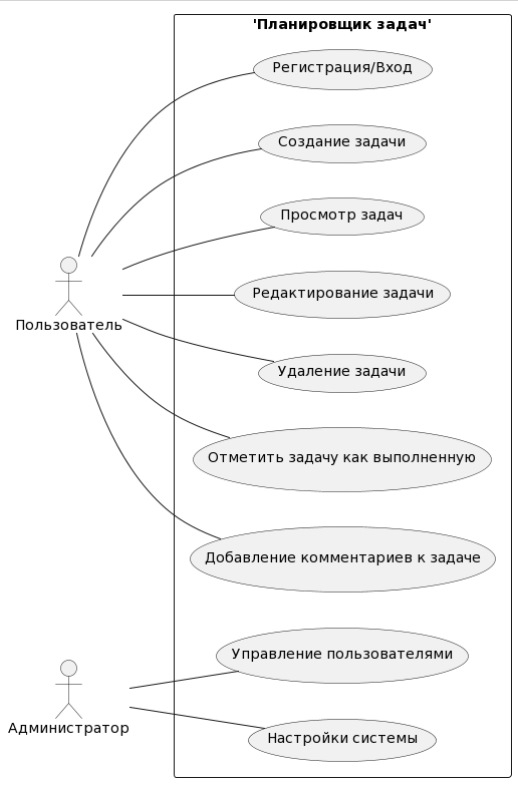 'Планировщик задач'
Регистрация/Вход
Создание задачи
Просмотр задач
Редактирование задачи
Пользователь
Удаление задачи
Отметить задачу как выполненную
Добавление комментариев к задаче
Управление пользователями
Администратор
Настройки системы